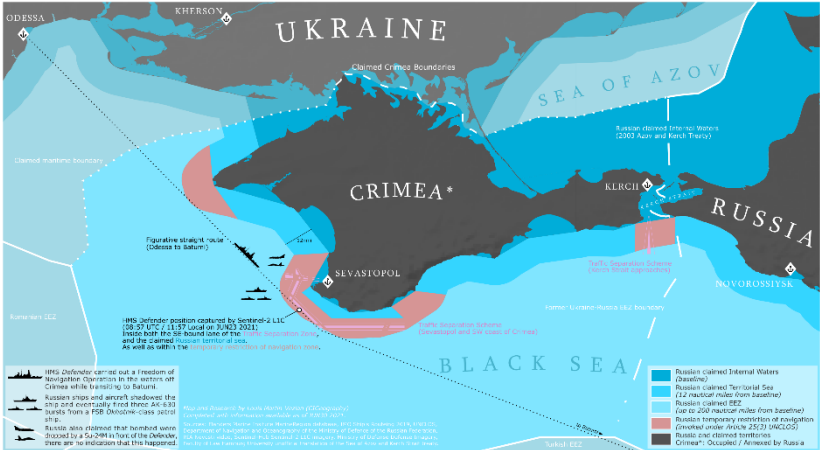 ODESSA
KHERSON
UKRAINE
Claimed Crimea Boundaries
SEA OF AZOV
Russian claimed Internal Waters
(2003 Azov and Kerch Treaty)
Claimed maritime boundary
CRIMEA*
KERCH
KERCH STRAIT
RUSSIA
Figurative straight route
(Odessa to Batumi)
12 nm
SEVASTOPOL
Traffic Separation Scheme
NOVOROSSIYSK
HMS Defender position captured by Sentinel-2 L1C
(08:57 UTC / 11:57 Local on JUN23 2021)
Inside both the SE-bound lane of the Traffic Separation Zone,
and the claimed Russian territorial sea.
As well as within the temporary restriction of navigation zone.
Romanian EEZ
Former Ukraine-Russia EEZ boundary
Traffic Separation Scheme
(Sevastopol and SW coast of Crimea)
BLACK SEA
HMS Defender carried out a Freedom of
Navigation Operation in the waters off
Crimea while transiting to Batumi.
Russian ships and aircraft shadowed the
ship and eventually fired three AK-630
bursts from a FSB Okhotnik-class patrol
ship.
Russia also claimed that bombed were
dropped by a Su-24M in front of the Defender,
there are no indication that this happened.
to Batumi
Turkish EEZ
Russian claimed Internal Waters
(baseline)
Russian claimed Territorial Sea
(12 nautical miles from baseline)
Russian claimed EEZ
(up to 200 nautical miles from baseline)
Russian temporary restriction of navigation
(invoked under Article 25(3) UNCLOS)
Russia and claimed territories
Crimea*: Occupied / Annexed by Russia